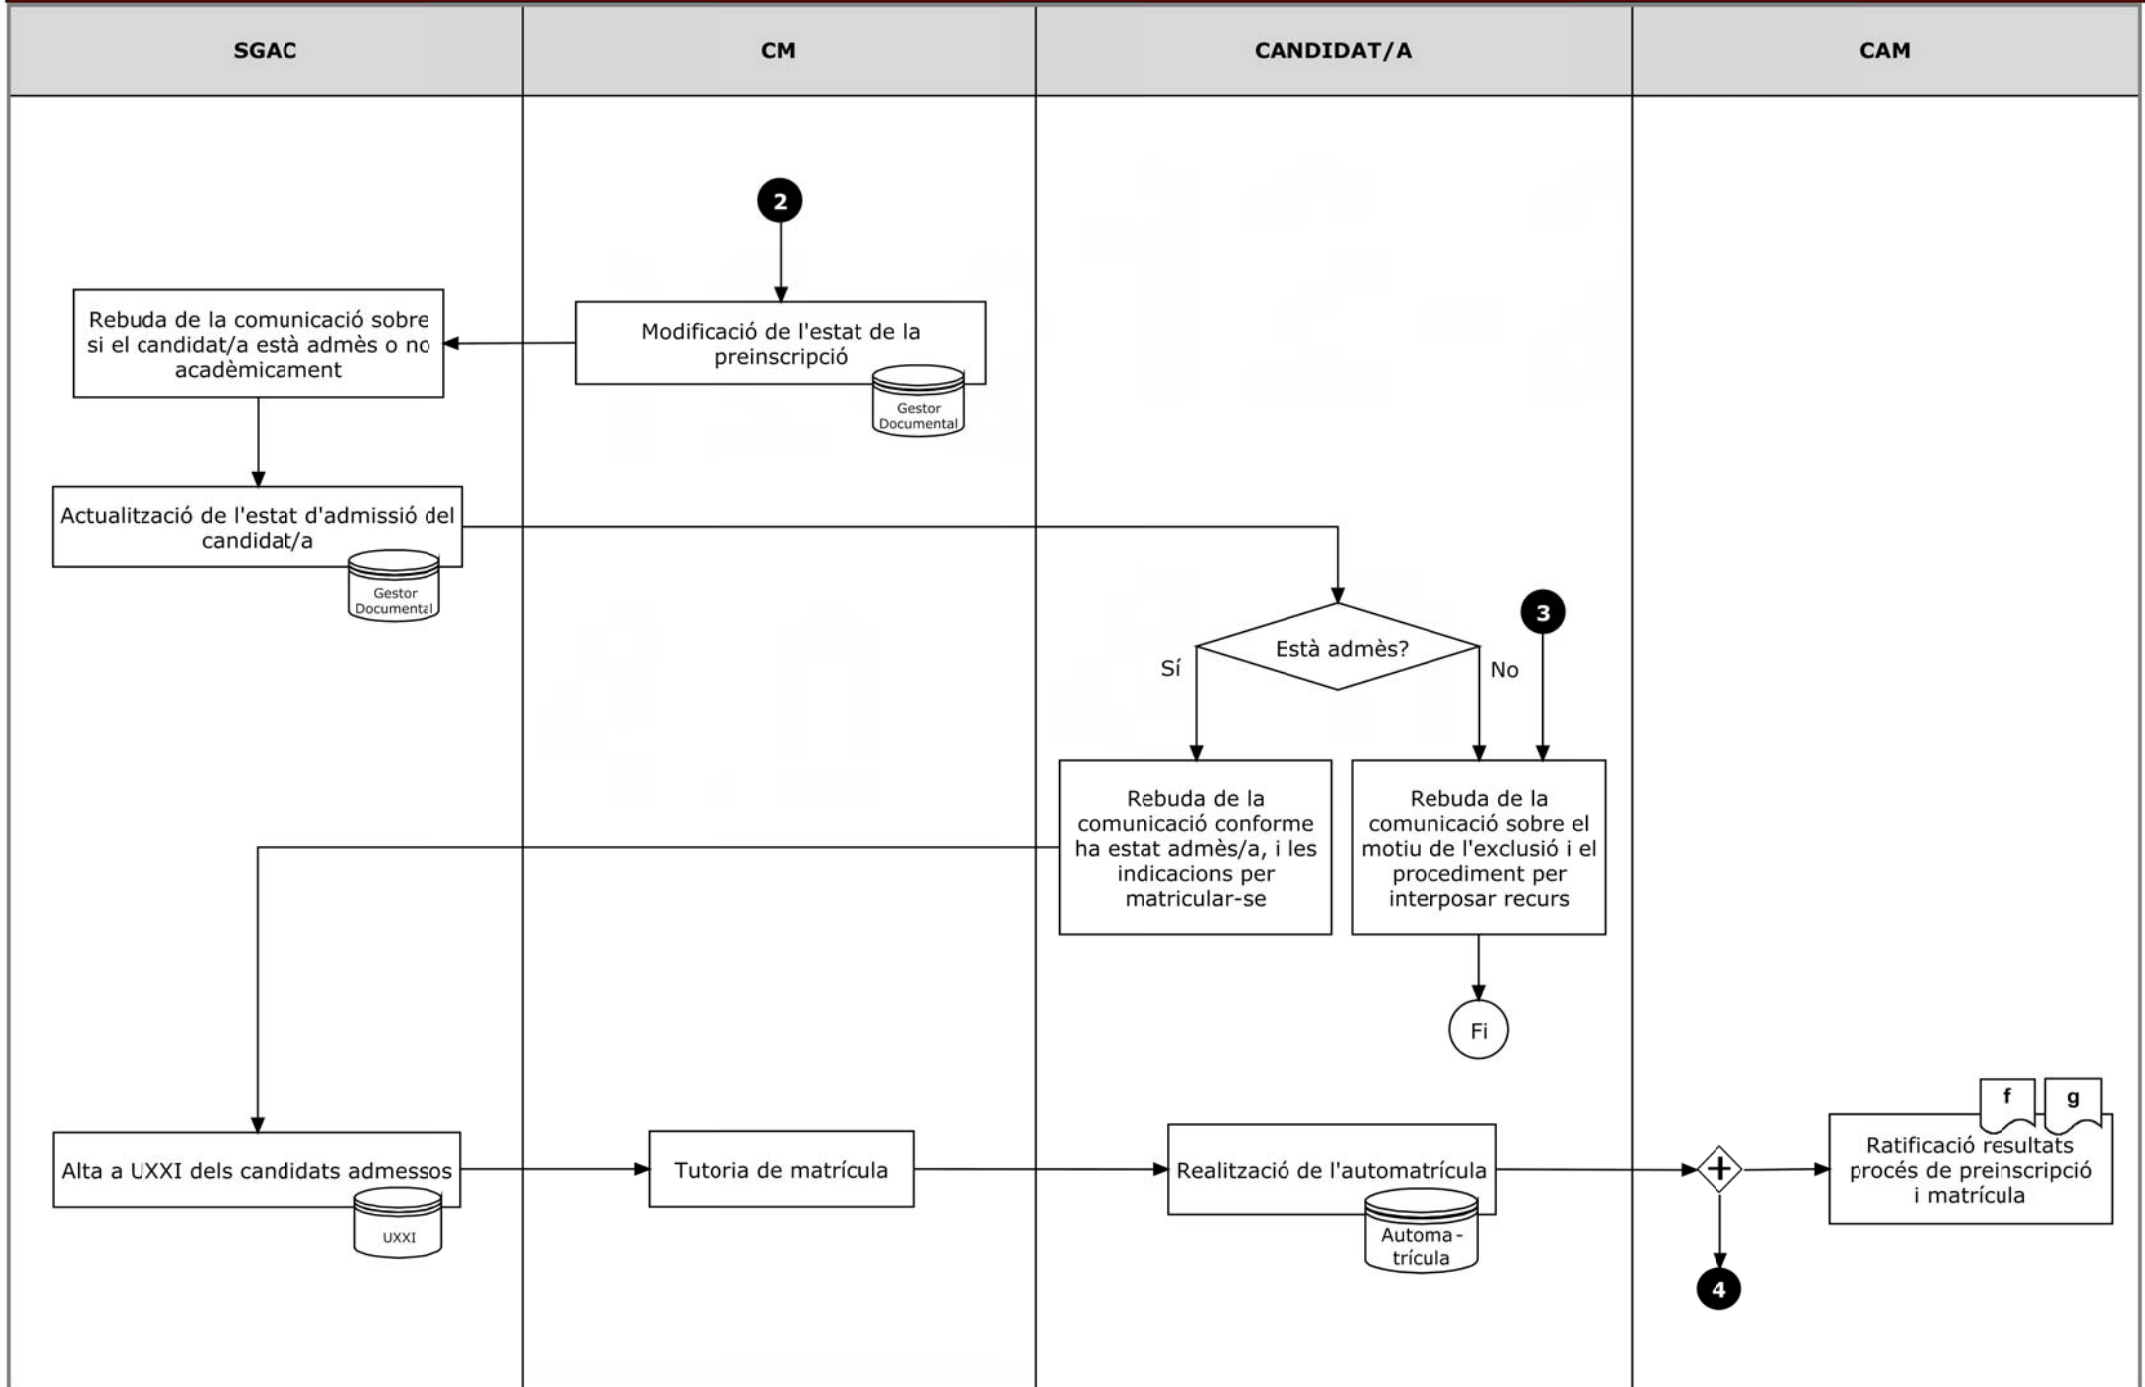 SGAC
CM
CANDIDAT/A
CAM
2
Rebuda de la comunicació sobre
si el candidat/a està admès o no
acadèmicament
Modificació de l'estat de la
preinscripció
Gestor
Documental
Actualització de l'estat d'admissió del
candidat/a
Gestor
Documental
Està admès?
3
Sí
No
Rebuda de la
comunicació conforme
ha estat admès/a, i les
indicacions per
matricular-se
Rebuda de la
comunicació sobre el
motiu de l'exclusió i el
procediment per
interposar recurs
Fi
Alta a UXXI dels candidats admessos
UXXI
Tutoria de matrícula
Realització de l'automatrícula
Automa-
trícula
f
g
Ratificació resultats
procés de preinscripció
i matrícula
4